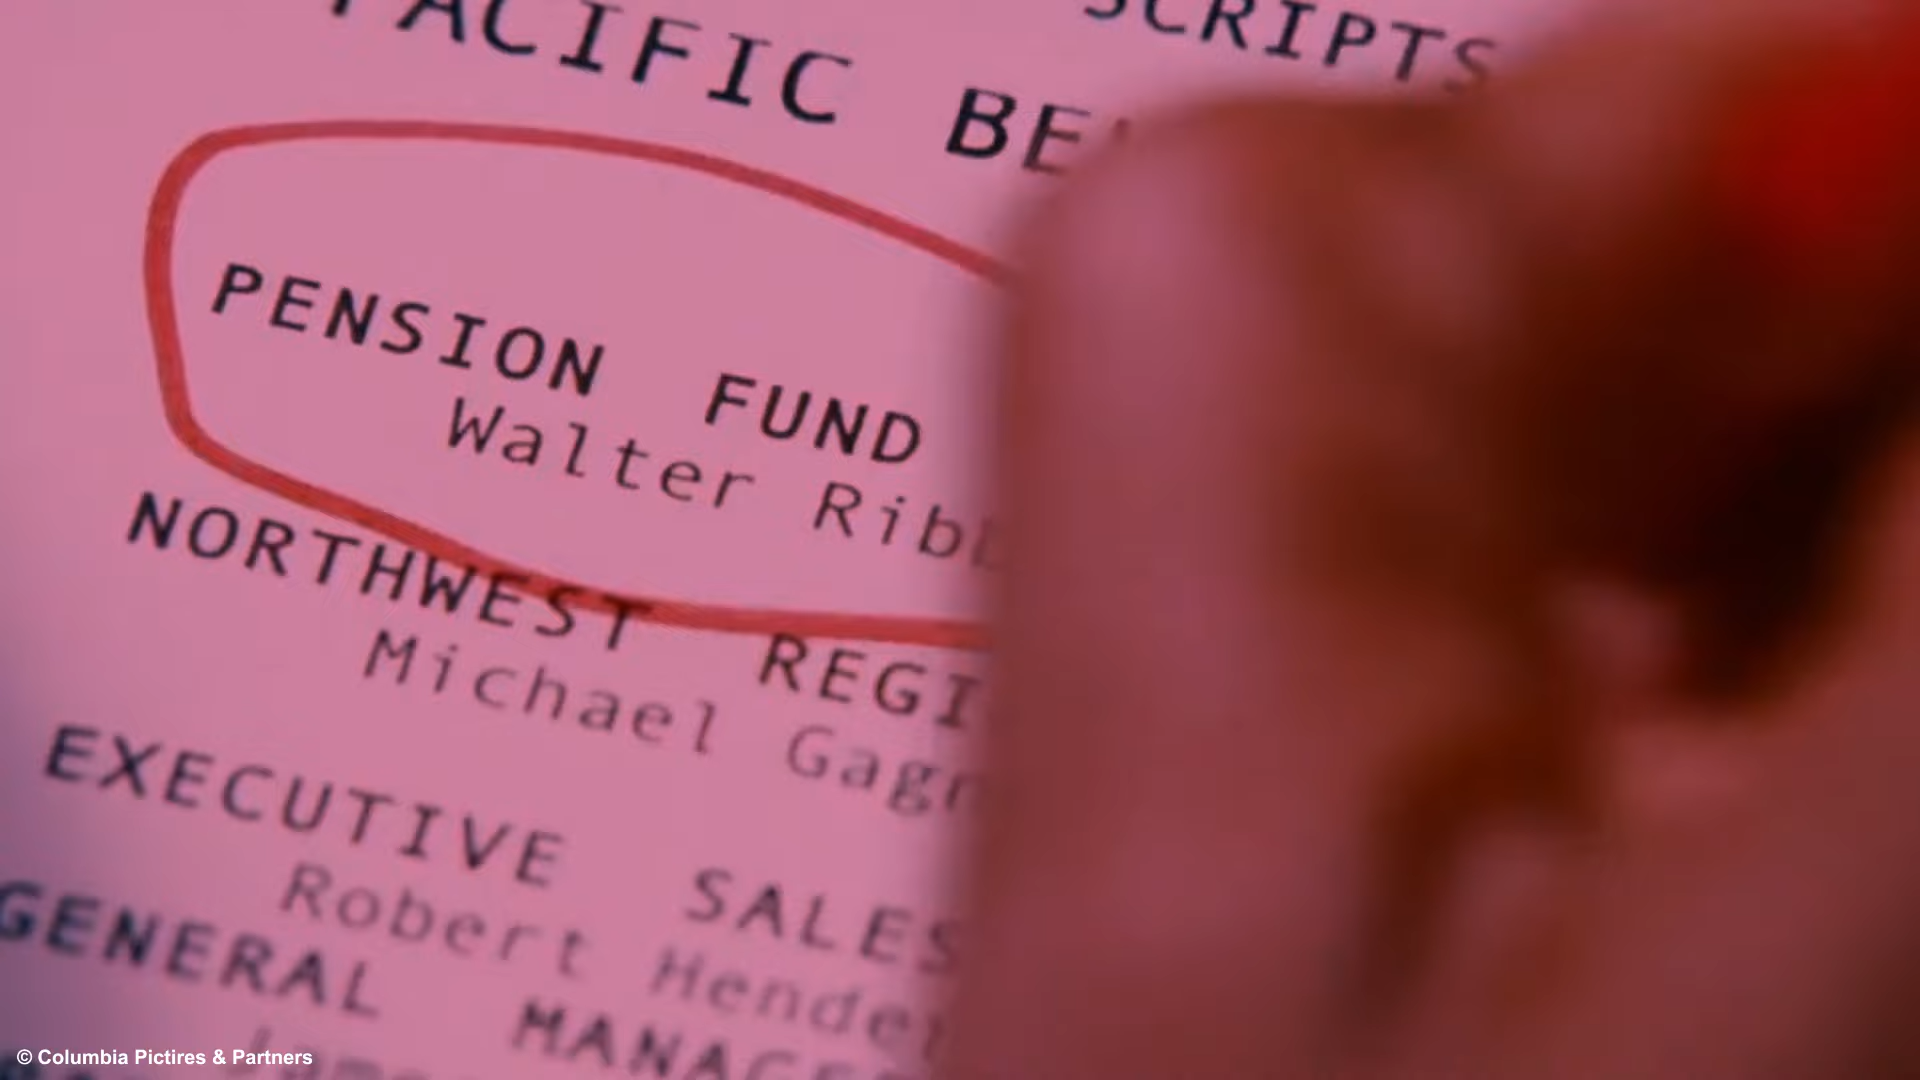 SCRIPTS
PACIFIC BE
PENSION FUND
Walter Rib
NORTHWEST REGI
Michael Gag
EXECUTIVE SALES
Robert Hende
GENERAL MANAGE
© Columbia Pictires & Partners